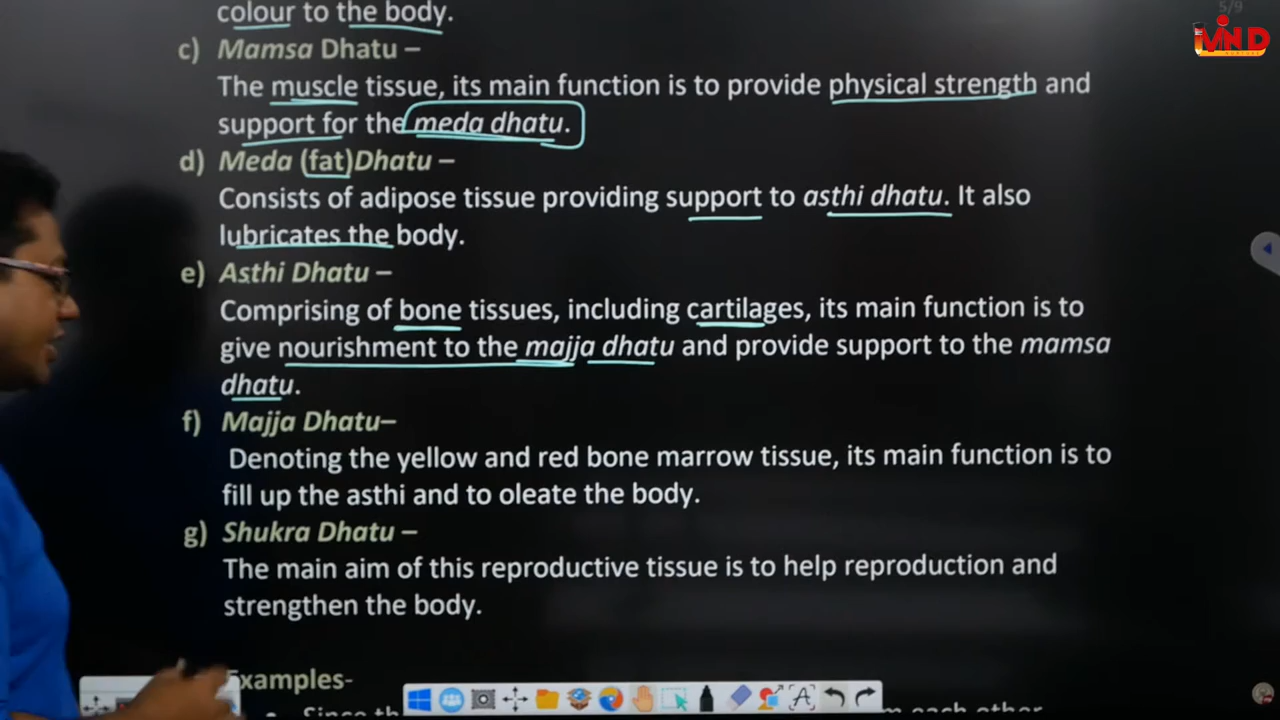 5/9
colour to the body.
c) Mamsa Dhatu –
The muscle tissue, its main function is to provide physical strength and
support for the meda dhatu.
d) Meda (fat)Dhatu –
Consists of adipose tissue providing support to asthi dhatu. It also
lubricates the body.
e) Asthi Dhatu –
Comprising of bone tissues, including cartilages, its main function is to
give nourishment to the majja dhatu and provide support to the mamsa
dhatu.
f) Majja Dhatu–
Denoting the yellow and red bone marrow tissue, its main function is to
fill up the asthi and to oleate the body.
g) Shukra Dhatu –
The main aim of this reproductive tissue is to help reproduction and
strengthen the body.
Examples-
each other